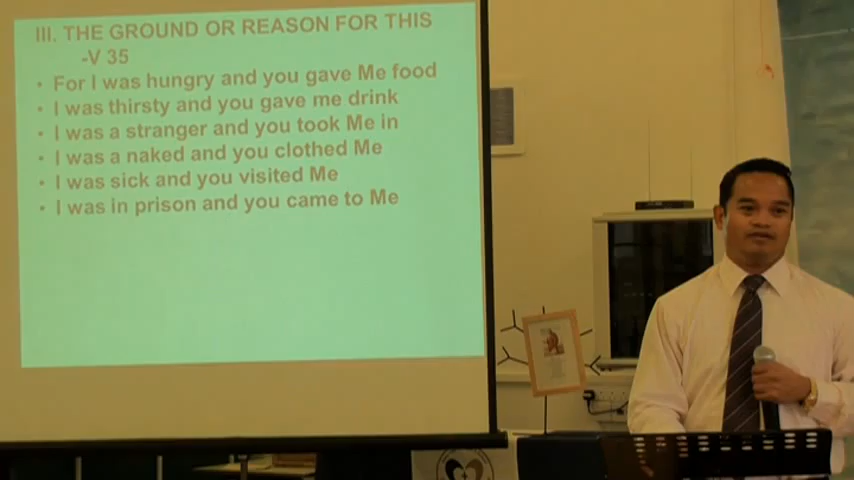 III. THE GROUND OR REASON FOR THIS
-V 35
• For I was hungry and you gave Me food
• I was thirsty and you gave me drink
• I was a stranger and you took Me in
• I was a naked and you clothed Me
• I was sick and you visited Me
• I was in prison and you came to Me